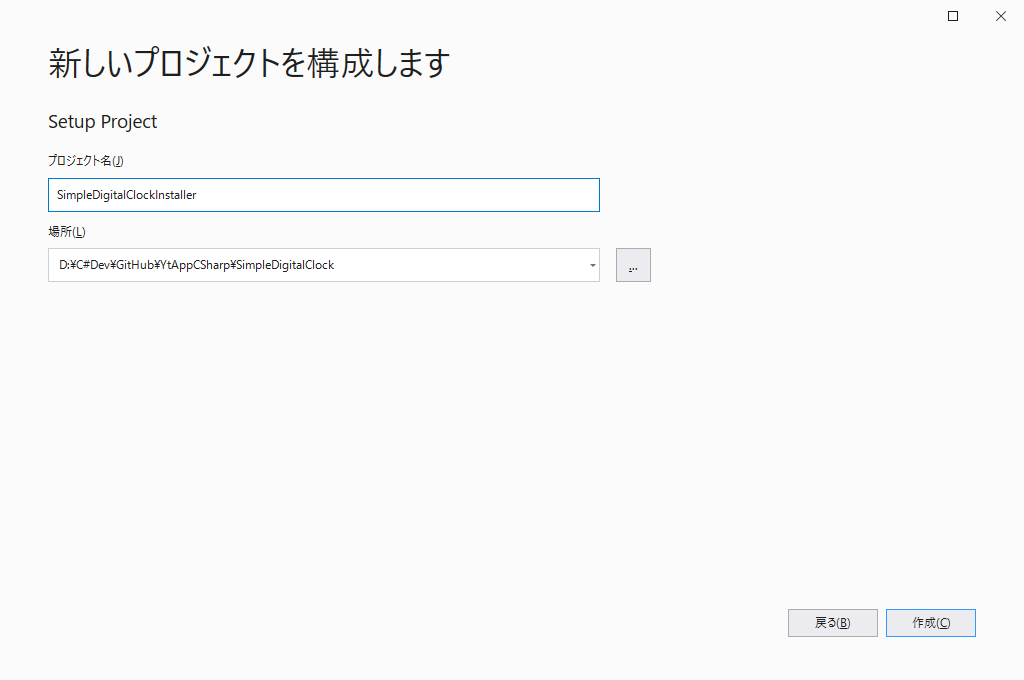 新しいプロジェクトを構成します
Setup Project
プロジェクト名(J)
SimpleDigitalClockInstaller
場所(L)
D:¥C#Dev¥GitHub¥YtAppCSharp¥SimpleDigitalClock
...
戻る(B)
作成(C)